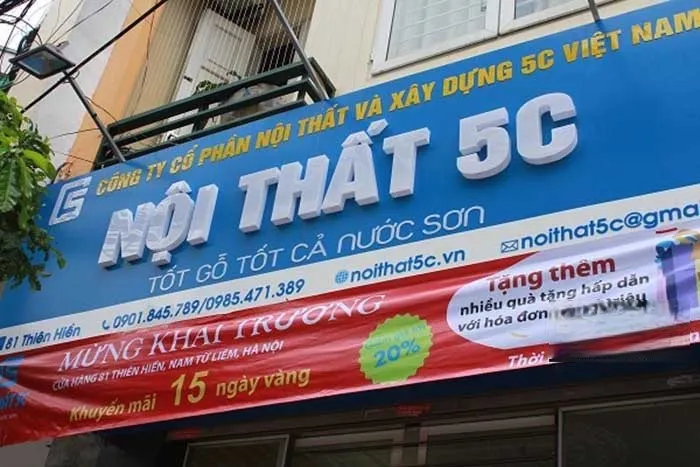 CÔNG TY CỔ PHẦN NỘI THẤT VÀ XÂY DỰNG 5C VIỆT NAM
NỘI THẤT 5C
TỐT GỖ TỐT CẢ NƯỚC SƠN
81 Thiên Hiền 0901.845.789/0985.471.389 noithat5c.vn noithat5c@gma
MỪNG KHAI TRƯƠNG
CỬA HÀNG 81 THIÊN HIỀN, NAM TỪ LIÊM, HÀ NỘI
Khuyến mãi 15 ngày vàng
20%
Tặng thêm
nhiều quà tặng hấp dẫn
với hóa đơn
Thời